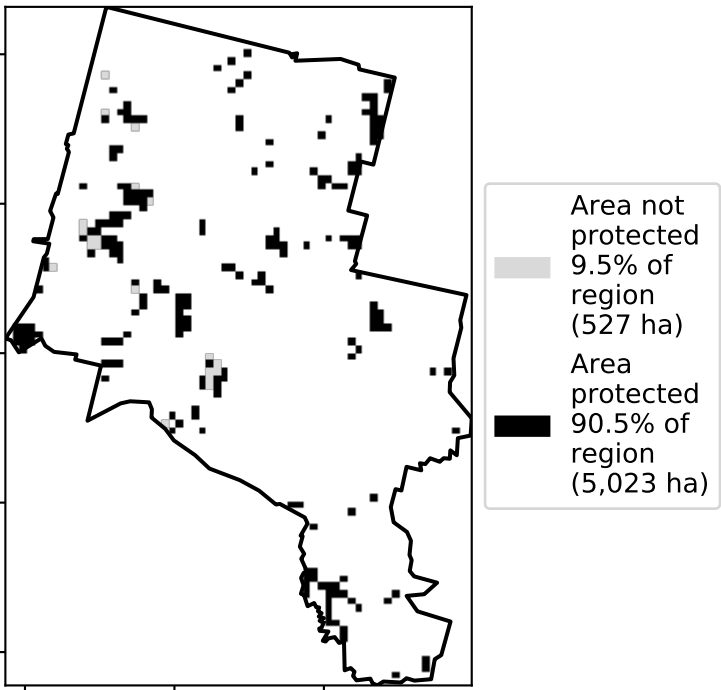 Area not
protected
9.5% of
region
(527 ha)
Area
protected
90.5% of
region
(5,023 ha)